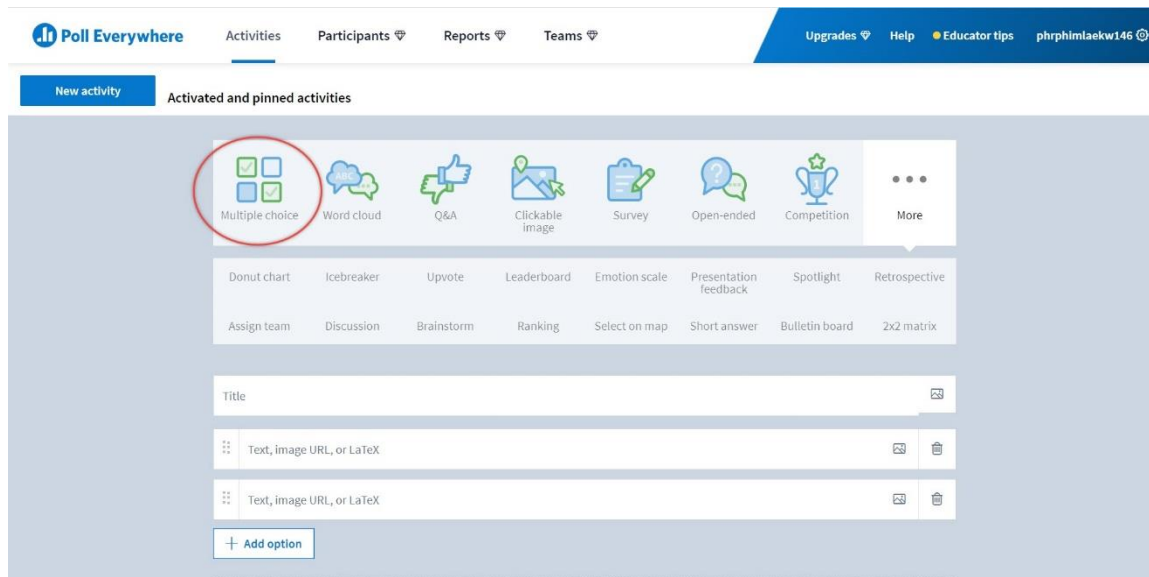 Poll Everywhere Activities Participants Reports Teams Upgrades Help Educator tips phrphimlaekw146
New activity Activated and pinned activities
ABC 1
Multiple choice Word cloud Q&A Clickable image Survey Open-ended Competition More
Donut chart Icebreaker Upvote Leaderboard Emotion scale Presentation feedback Spotlight Retrospective
Assign team Discussion Brainstorm Ranking Select on map Short answer Bulletin board 2x2 matrix
Title
Text, image URL, or LaTeX
Text, image URL, or LaTeX
+ Add option